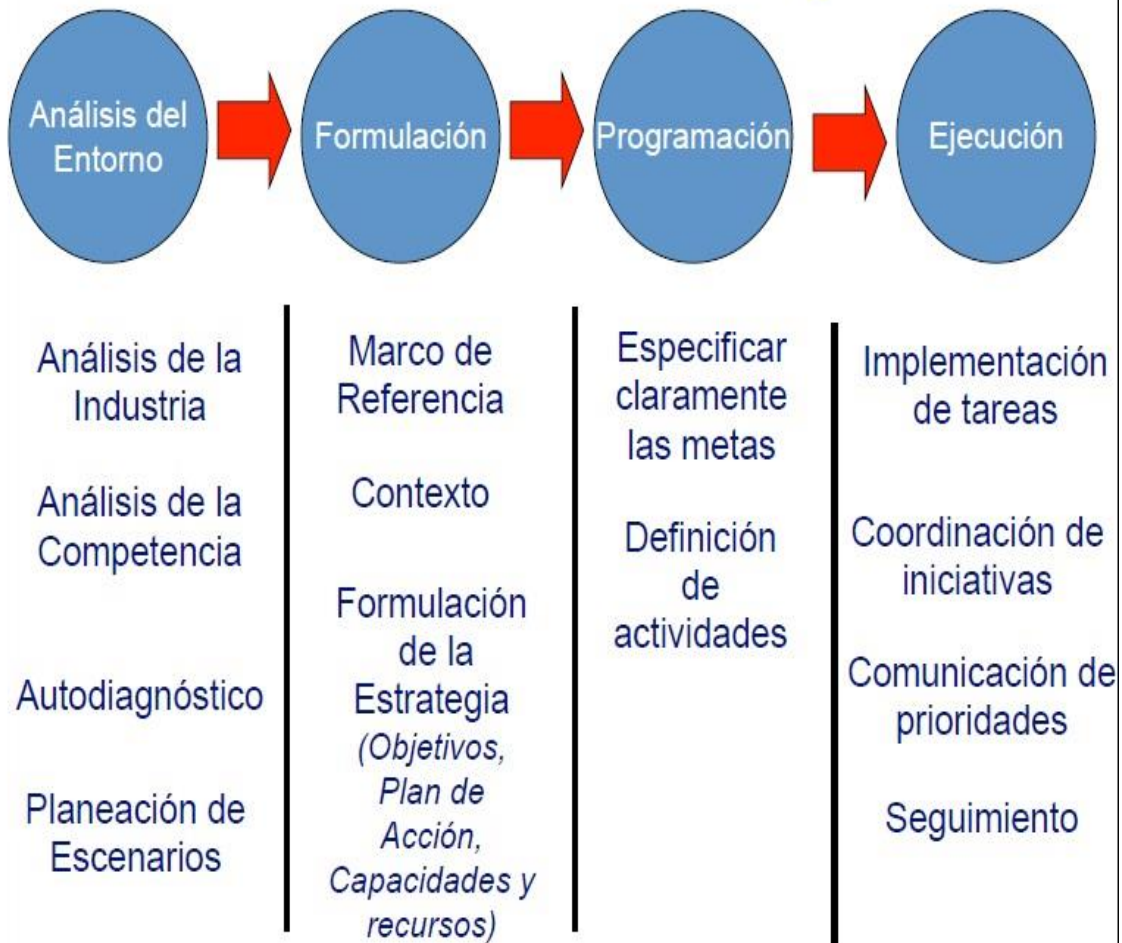 Análisis del
Entorno
Formulación
Programación
Ejecución
Análisis de la
Industria
Análisis de la
Competencia
Autodiagnóstico
Planeación de
Escenarios
Marco de
Referencia
Contexto
Formulación
de la
Estrategia
(Objetivos,
Plan de
Acción,
Capacidades y
recursos)
Especificar
claramente
las metas
Definición
de
actividades
Implementación
de tareas
Coordinación de
iniciativas
Comunicación de
prioridades
Seguimiento